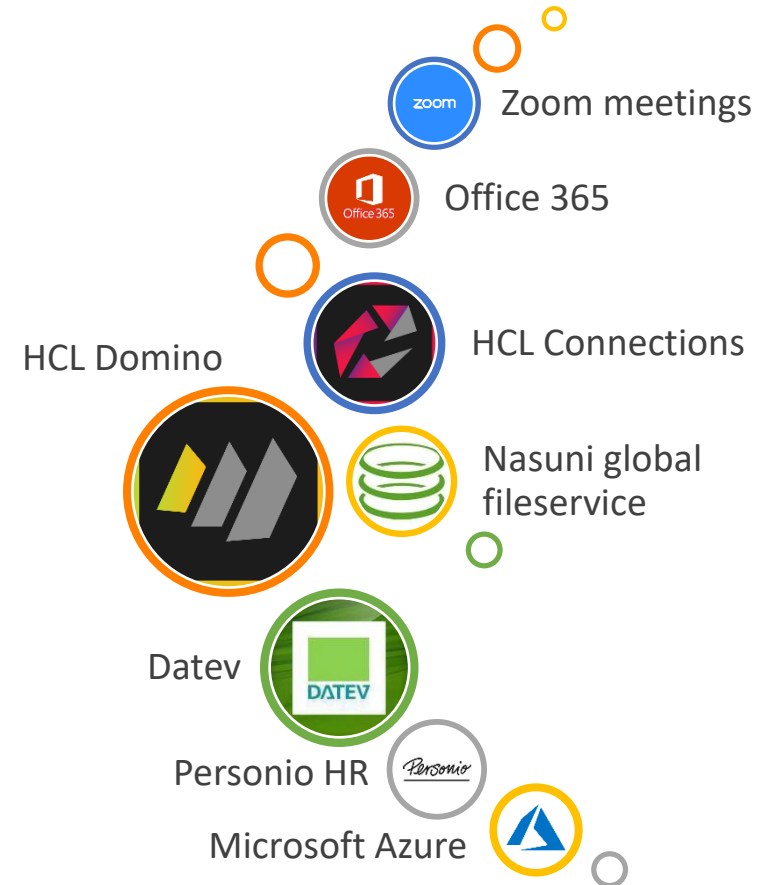 zoom
Zoom meetings
Office 365
Office 365
HCL Connections
HCL Domino
Nasuni global
fileservice
Datev
DATEV
Personio HR
Personio
Microsoft Azure